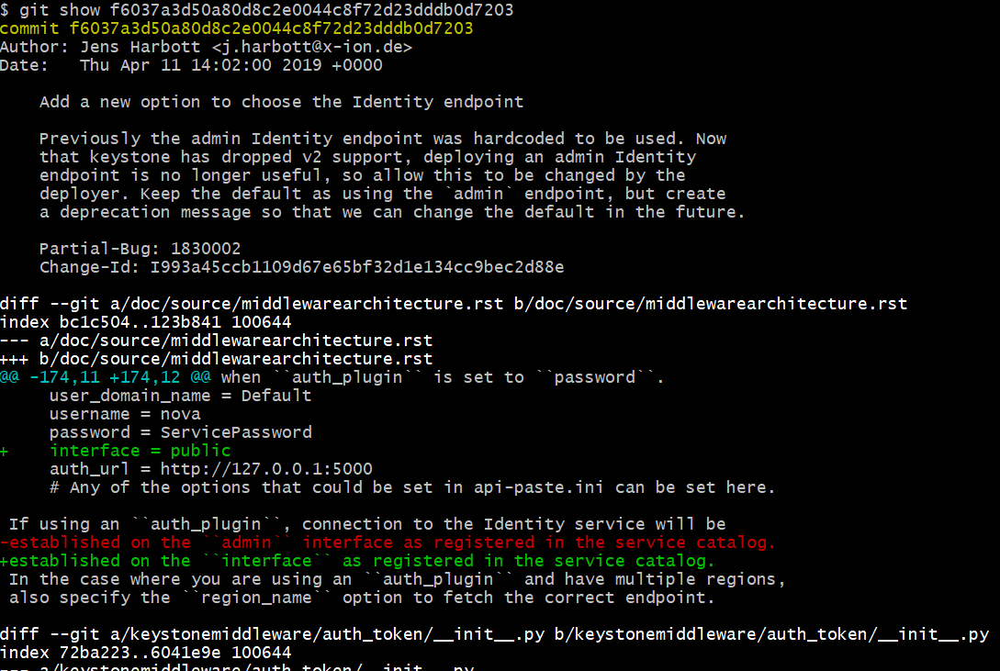 $ git show f6037a3d50a80d8c2e0044c8f72d23dddb0d7203
commit f6037a3d50a80d8c2e0044c8f72d23dddb0d7203
Author: Jens Harbott <j.harbott@x-ion.de>
Date:   Thu Apr 11 14:02:00 2019 +0000

    Add a new option to choose the Identity endpoint

    Previously the admin Identity endpoint was hardcoded to be used. Now
    that keystone has dropped v2 support, deploying an admin Identity
    endpoint is no longer useful, so allow this to be changed by the
    deployer. Keep the default as using the `admin` endpoint, but create
    a deprecation message so that we can change the default in the future.

    Partial-Bug: 1830002
    Change-Id: I993a45ccb1109d67e65bf32d1e134cc9bec2d88e

diff --git a/doc/source/middlewarearchitecture.rst b/doc/source/middlewarearchitecture.rst
index bc1c504..123b841 100644
--- a/doc/source/middlewarearchitecture.rst
+++ b/doc/source/middlewarearchitecture.rst
@@ -174,11 +174,12 @@ when ``auth_plugin`` is set to ``password``.
     user_domain_name = Default
     username = nova
     password = ServicePassword
+    interface = public
     auth_url = http://127.0.0.1:5000
     # Any of the options that could be set in api-paste.ini can be set here.

 If using an ``auth_plugin``, connection to the Identity service will be
-established on the ``admin`` interface as registered in the service catalog.
+established on the ``interface`` as registered in the service catalog.
 In the case where you are using an ``auth_plugin`` and have multiple regions,
 also specify the ``region_name`` option to fetch the correct endpoint.

diff --git a/keystonemiddleware/auth_token/__init__.py b/keystonemiddleware/auth_token/__init__.py
index 72ba223..6041e9e 100644
--- a/keystonemiddleware/auth_token/__init__.py